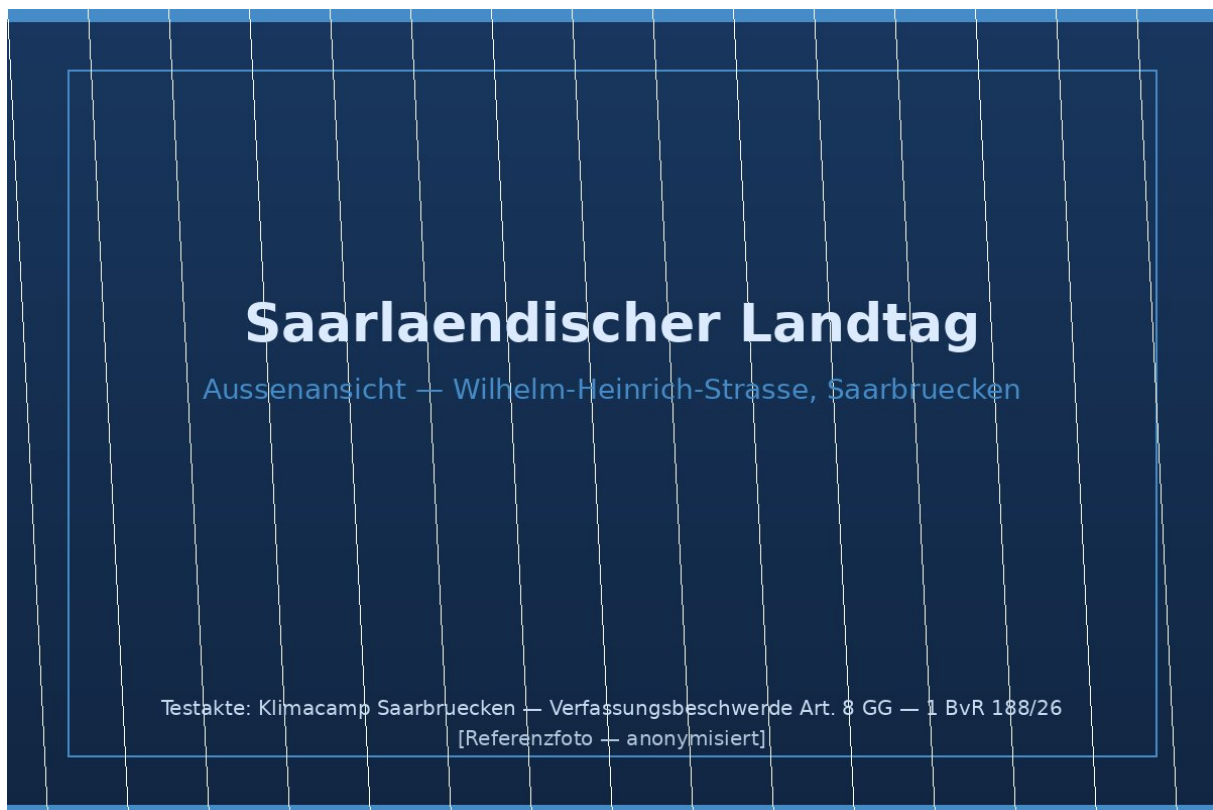 Saarlaendischer Landtag
Aussenansicht — Wilhelm-Heinrich-Strasse, Saarbruecken
Testakte: Klimacamp Saarbruecken — Verfassungsbeschwerde Art. 8 GG — 1 BvR 188/26
[Referenzfoto — anonymisiert]